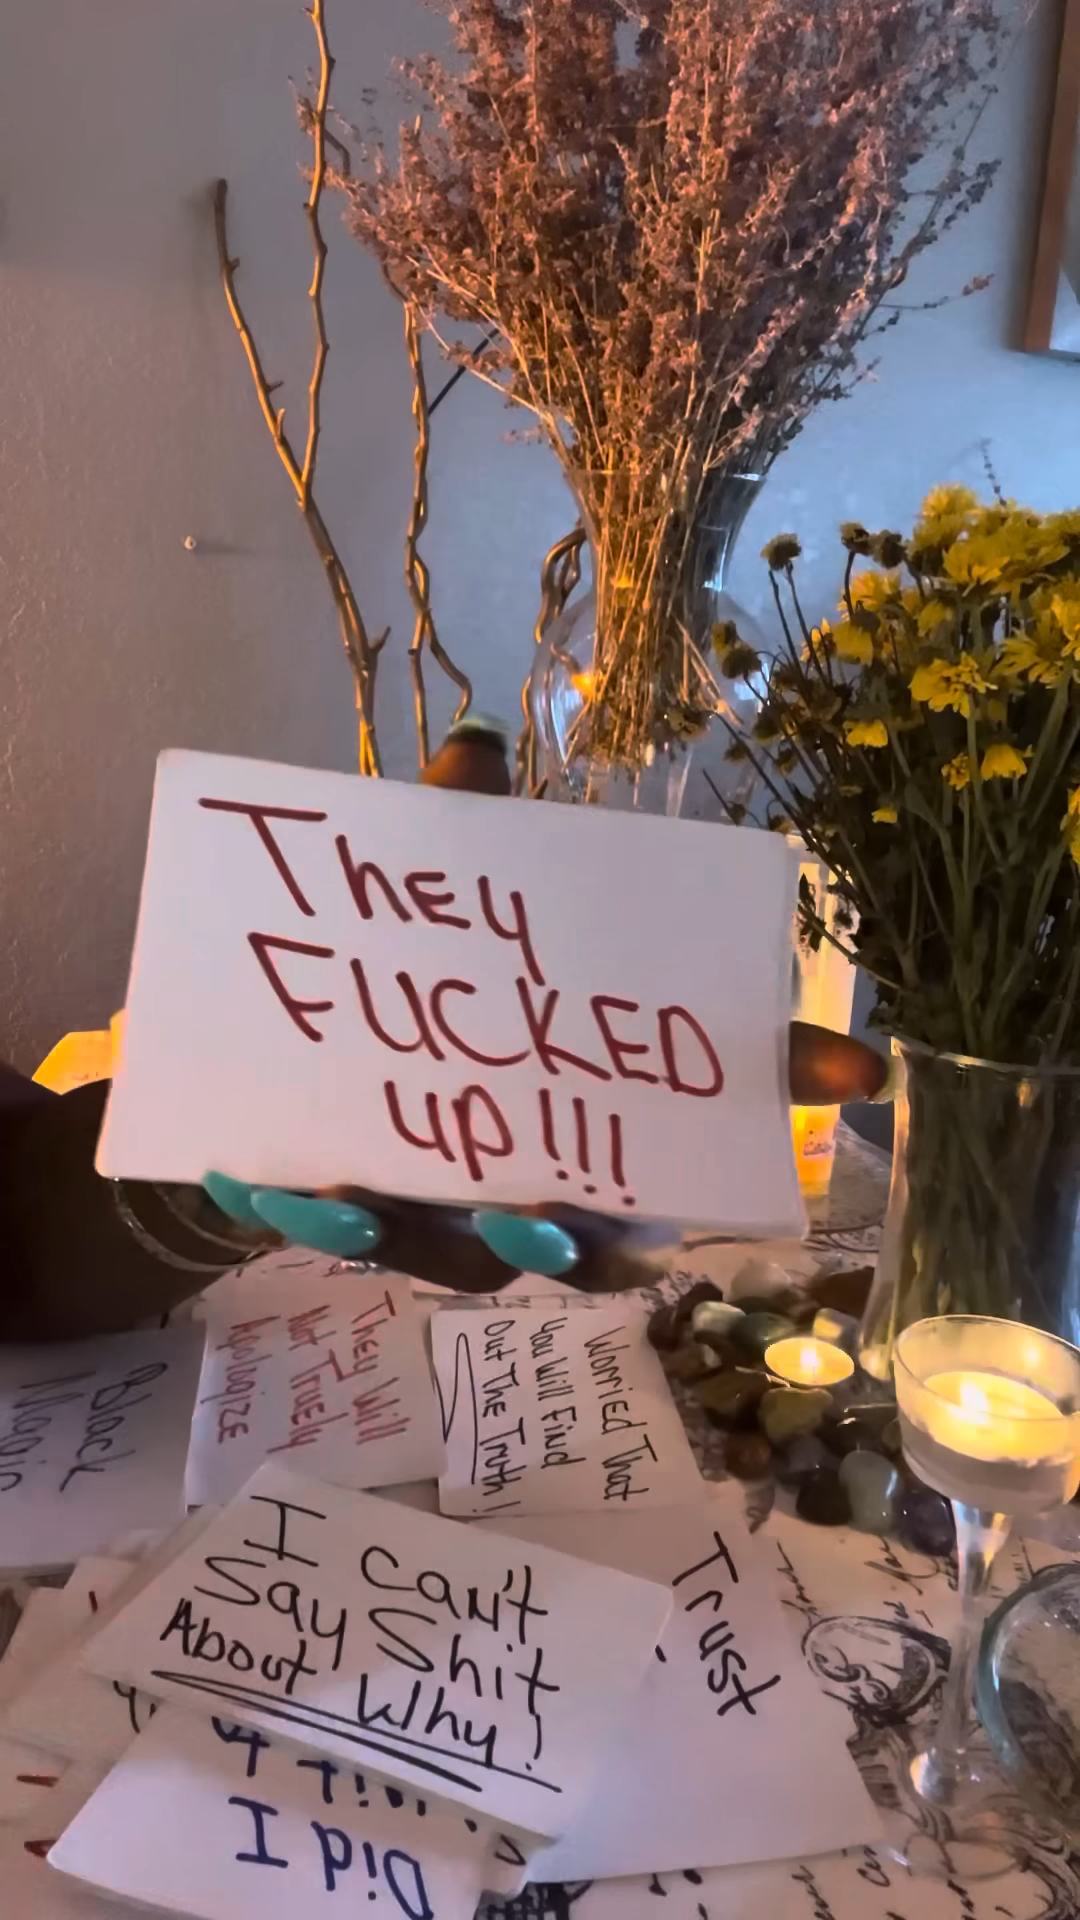 They
FUCKED
up!!!
They Will
Not Truely
Apologize
Worried That
You Will Find
Out The Truth!
Black
Magic
I can't
Say Shit
About Why!
Trust
Did I